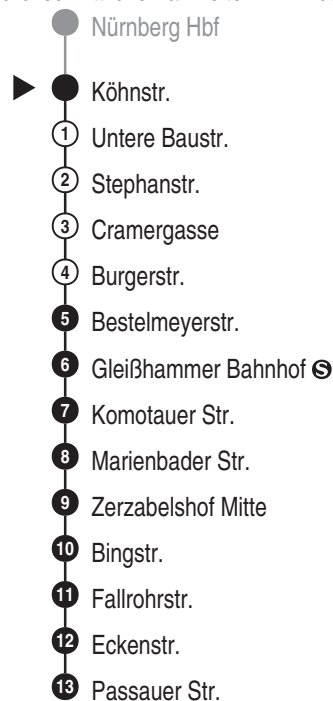 Nürnberg Hbf
Köhnstr.
1 Untere Baustr.
2 Stephanstr.
3 Cramergasse
4 Burgerstr.
5 Bestelmeyerstr.
6 Gleißhammer Bahnhof S
7 Komotauer Str.
8 Marienbader Str.
9 Zerzabelshof Mitte
10 Bingstr.
11 Fallrohrstr.
12 Eckenstr.
13 Passauer Str.